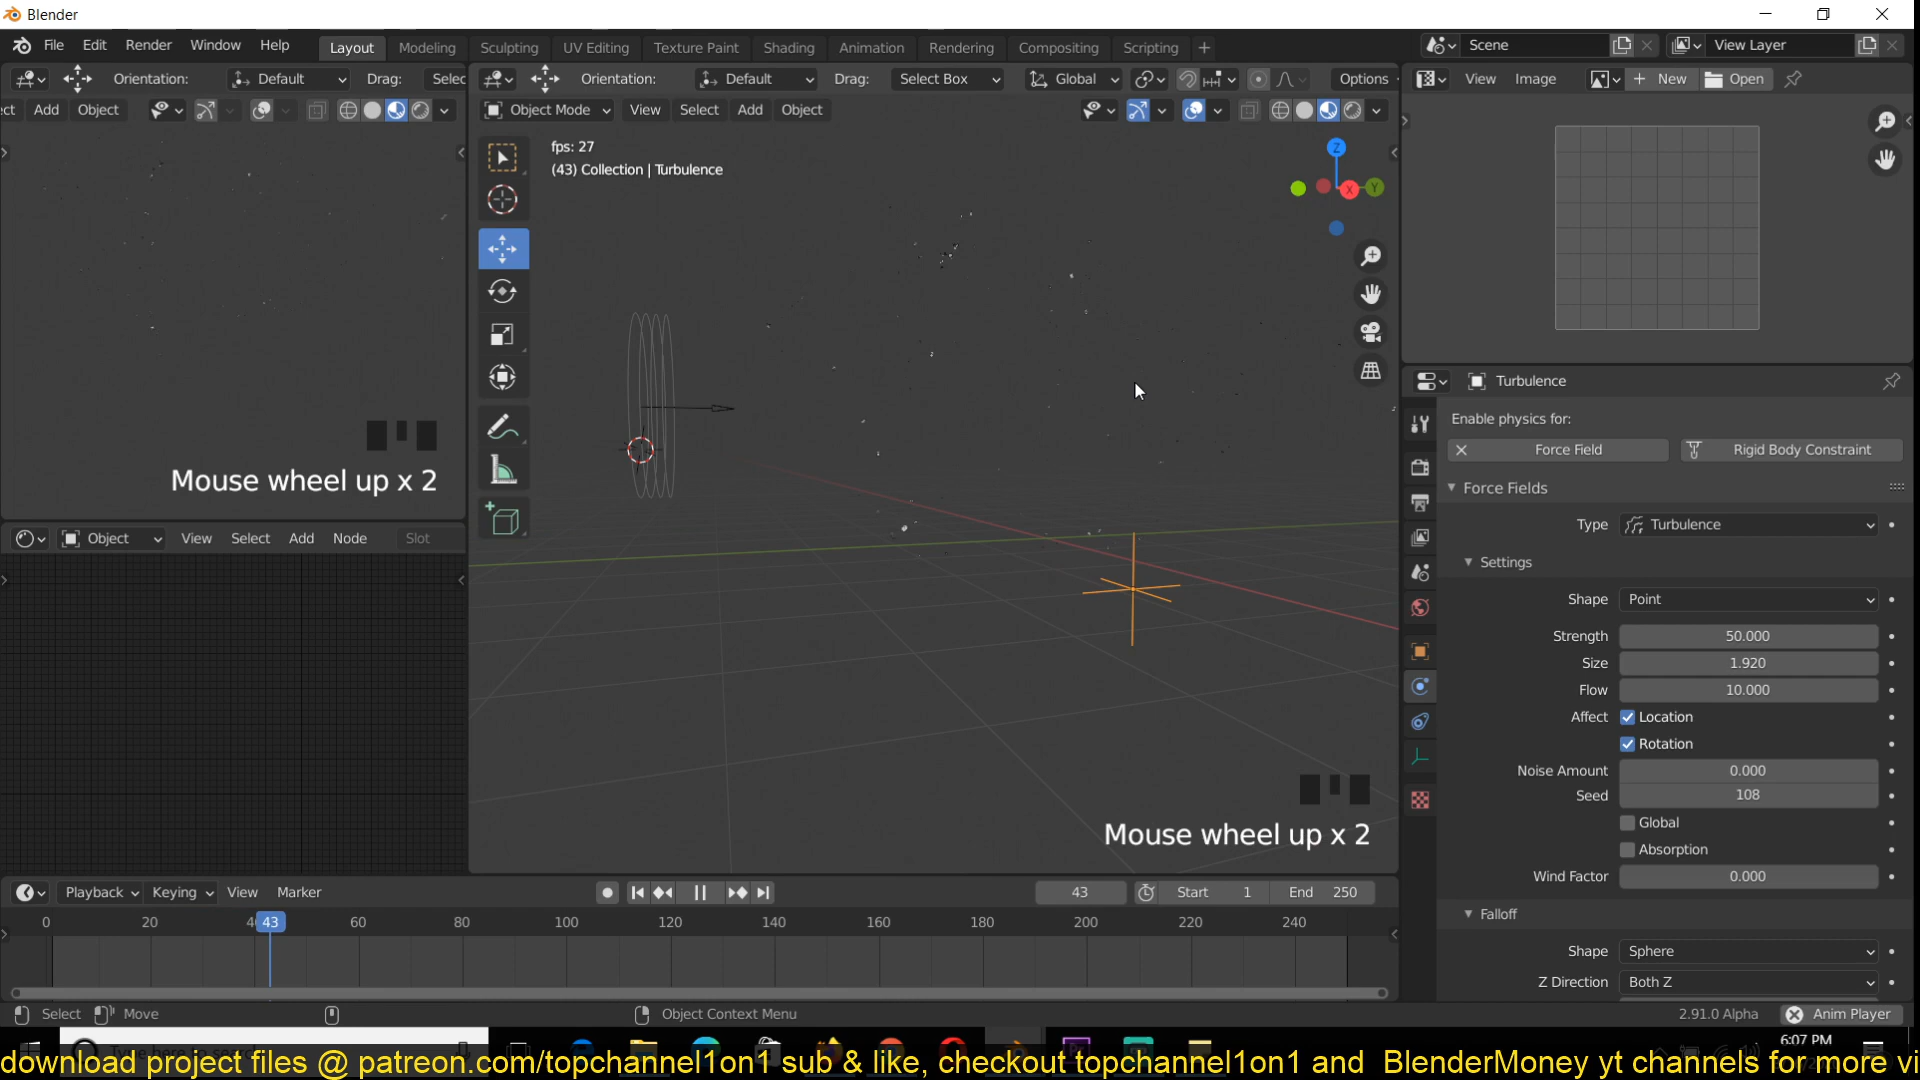 Blender
File Edit Render Window Help Layout Modeling Sculpting UV Editing Texture Paint Shading Animation Rendering Compositing Scripting + Scene View Layer
Orientation: Default Drag: Selec Orientation: Default Drag: Select Box Global Options View Image + New Open
ect Add Object Object Mode View Select Add Object
fps: 27
(43) Collection | Turbulence
Z
X
Y
Turbulence
Enable physics for:
Force Field Rigid Body Constraint
Force Fields
Type Turbulence
Settings
Shape Point
Strength 50.000
Size 1.920
Flow 10.000
Affect Location
Rotation
Noise Amount 0.000
Seed 108
Global
Absorption
Wind Factor 0.000
Falloff
Shape Sphere
Z Direction Both Z
Mouse wheel up x 2
Object View Select Add Node Slot
Mouse wheel up x 2
Playback Keying View Marker 43 Start 1 End 250
0 20 4 43 60 80 100 120 140 160 180 200 220 240
Select Move Object Context Menu 2.91.0 Alpha Anim Player
6:07 PM
download project files @ patreon.com/topchannel1on1 sub & like, checkout topchannel1on1 and BlenderMoney yt channels for more vi